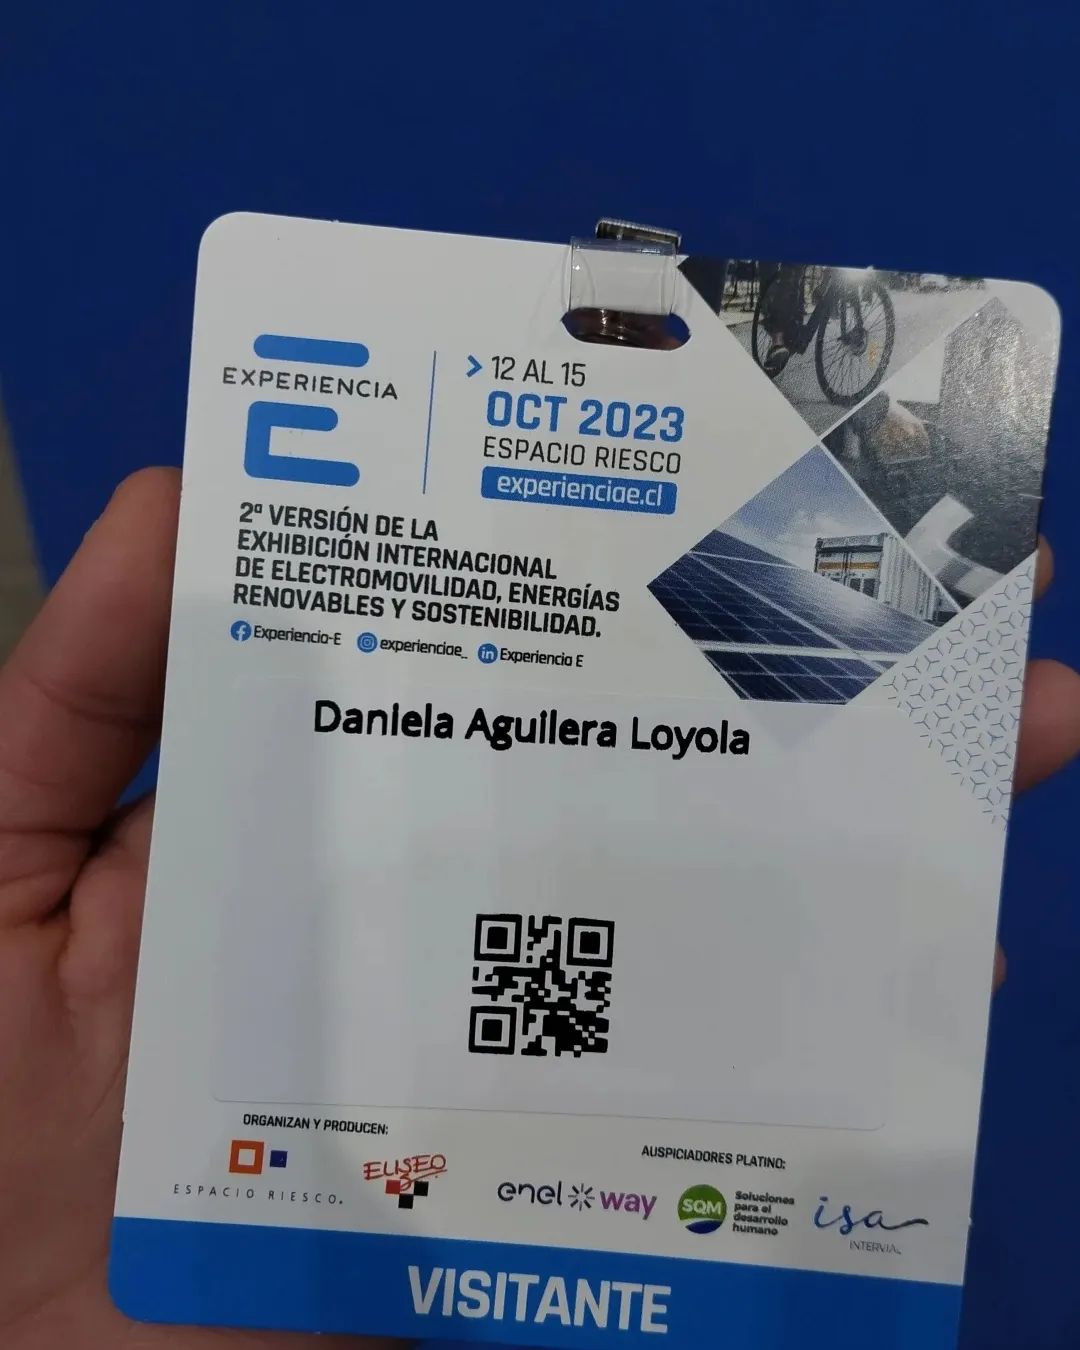 EXPERIENCIA
E
> 12 AL 15
OCT 2023
ESPACIO RIESCO
experienciae.cl
2ª VERSIÓN DE LA
EXHIBICIÓN INTERNACIONAL
DE ELECTROMOVILIDAD, ENERGÍAS
RENOVABLES Y SOSTENIBILIDAD.
Experiencia-E experienciae_ Experiencia E
Daniela Aguilera Loyola
ORGANIZAN Y PRODUCEN:
ESPACIO RIESCO.
ELISEO
AUSPICIADORES PLATINO:
enel way
SQM
Soluciones
para el
desarrollo
humano
isa
INTERVIAL
VISITANTE